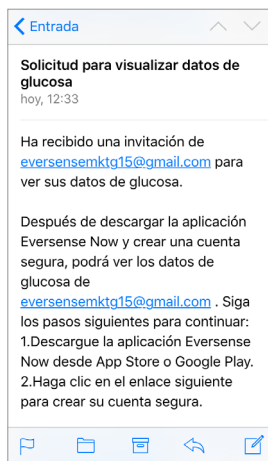 Entrada
Solicitud para visualizar datos de
glucosa
hoy, 12:33
Ha recibido una invitación de
eversensemktg15@gmail.com para
ver sus datos de glucosa.
Después de descargar la aplicación
Eversense Now y crear una cuenta
segura, podrá ver los datos de
glucosa de
eversensemktg15@gmail.com . Siga
los pasos siguientes para continuar:
1.Descargue la aplicación Eversense
Now desde App Store o Google Play.
2.Haga clic en el enlace siguiente
para crear su cuenta segura.